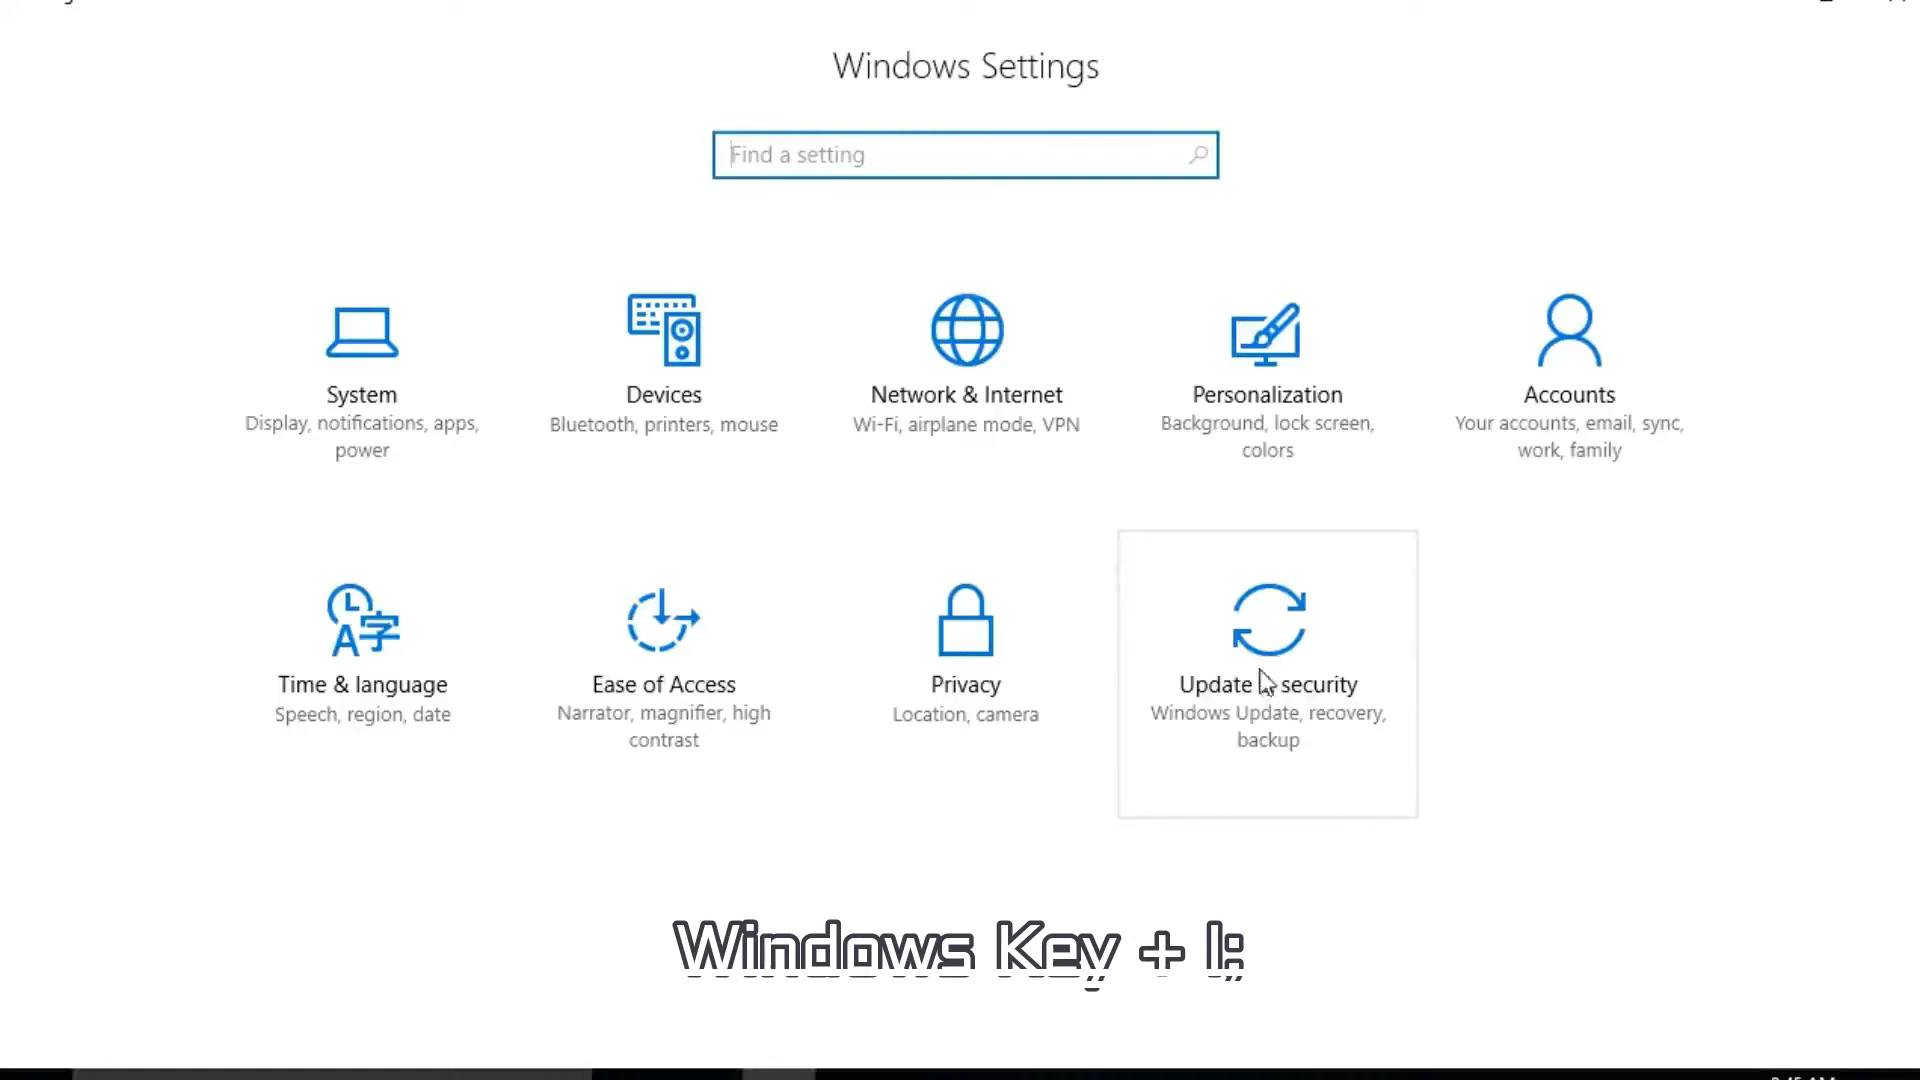 Windows Settings
Find a setting
System
Display, notifications, apps,
power
Devices
Bluetooth, printers, mouse
Network & Internet
Wi-Fi, airplane mode, VPN
Personalization
Background, lock screen,
colors
Accounts
Your accounts, email, sync,
work, family
Time & language
Speech, region, date
Ease of Access
Narrator, magnifier, high
contrast
Privacy
Location, camera
Update security
Windows Update, recovery,
backup
Windows Key + I;